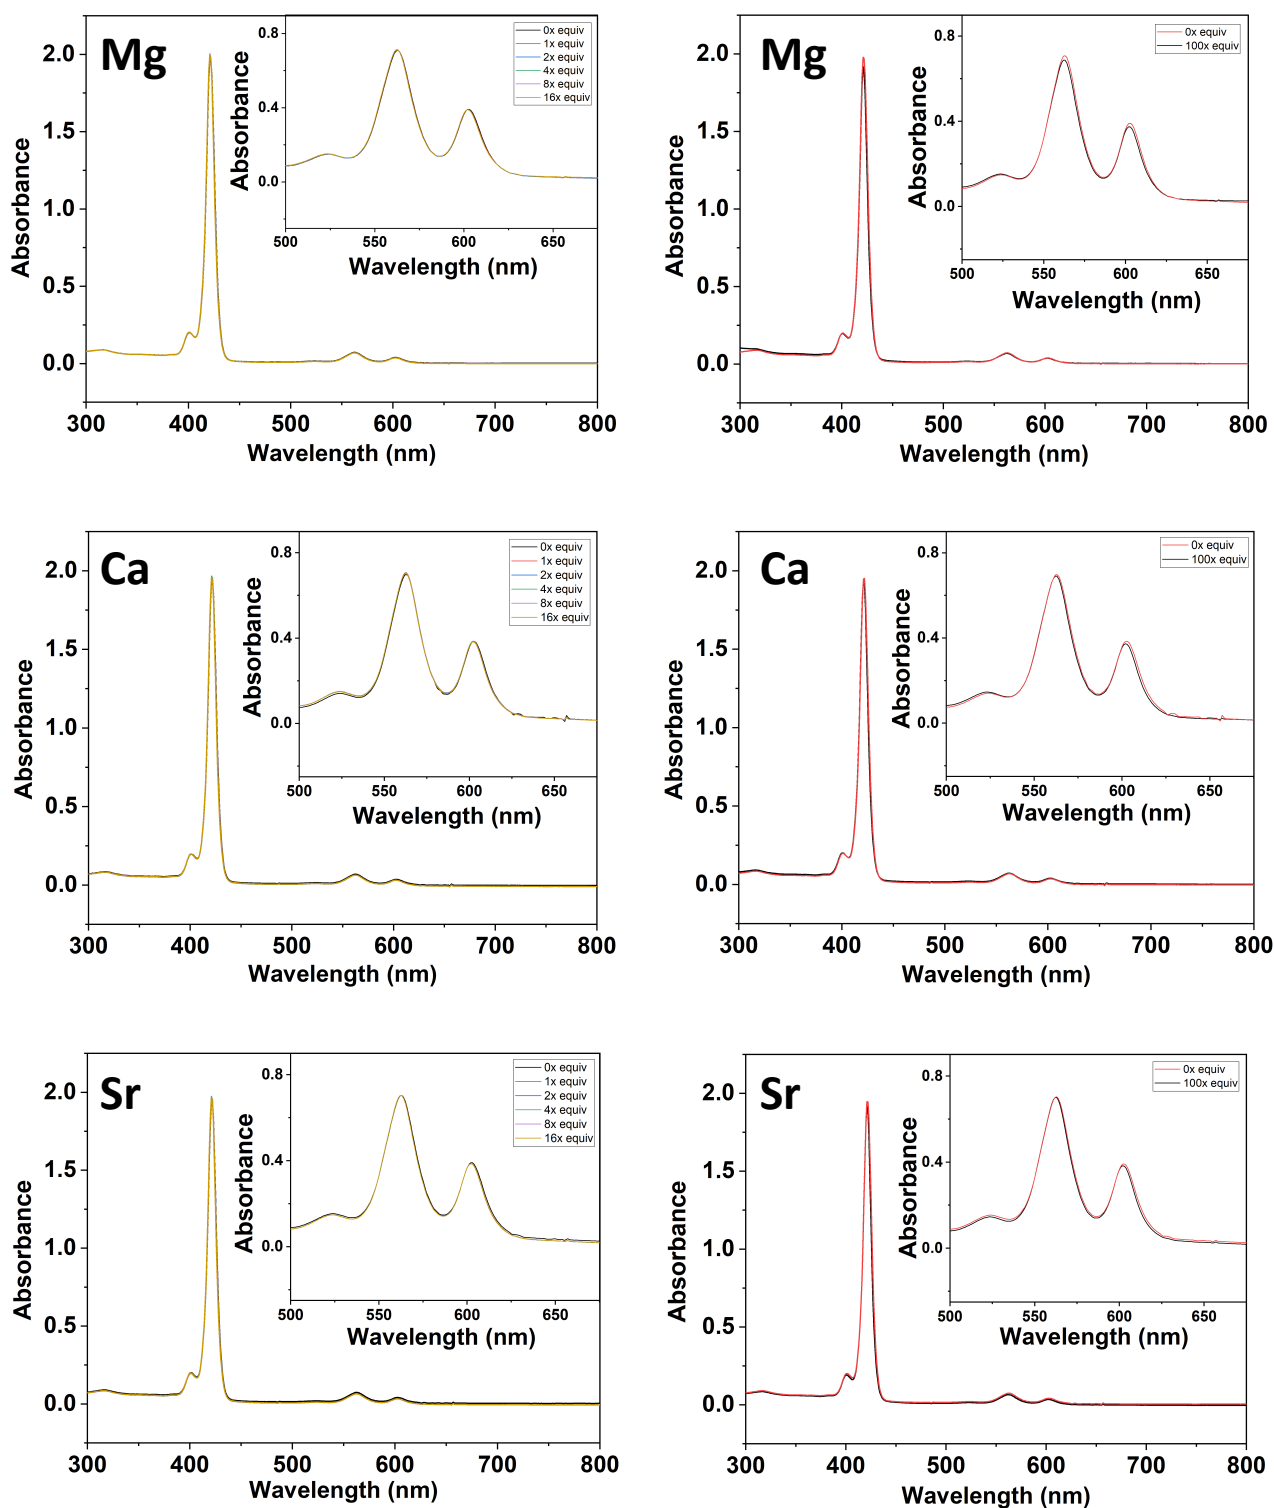 Mg
Absorbance
2.0
1.5
1.0
0.5
0.0
300 400 500 600 700 800
Wavelength (nm)
Absorbance
0.8
0.4
0.0
500 550 600 650
Wavelength (nm)
0x equiv
1x equiv
2x equiv
4x equiv
8x equiv
16x equiv
Mg
Absorbance
2.0
1.5
1.0
0.5
0.0
300 400 500 600 700 800
Wavelength (nm)
Absorbance
0.8
0.4
0.0
500 550 600 650
Wavelength (nm)
0x equiv
100x equiv
Ca
Absorbance
2.0
1.5
1.0
0.5
0.0
300 400 500 600 700 800
Wavelength (nm)
Absorbance
0.8
0.4
0.0
500 550 600 650
Wavelength (nm)
0x equiv
1x equiv
2x equiv
4x equiv
8x equiv
16x equiv
Ca
Absorbance
2.0
1.5
1.0
0.5
0.0
300 400 500 600 700 800
Wavelength (nm)
Absorbance
0.8
0.4
0.0
500 550 600 650
Wavelength (nm)
0x equiv
100x equiv
Sr
Absorbance
2.0
1.5
1.0
0.5
0.0
300 400 500 600 700 800
Wavelength (nm)
Absorbance
0.8
0.4
0.0
500 550 600 650
Wavelength (nm)
0x equiv
1x equiv
2x equiv
4x equiv
8x equiv
16x equiv
Sr
Absorbance
2.0
1.5
1.0
0.5
0.0
300 400 500 600 700 800
Wavelength (nm)
Absorbance
0.8
0.4
0.0
500 550 600 650
Wavelength (nm)
0x equiv
100x equiv